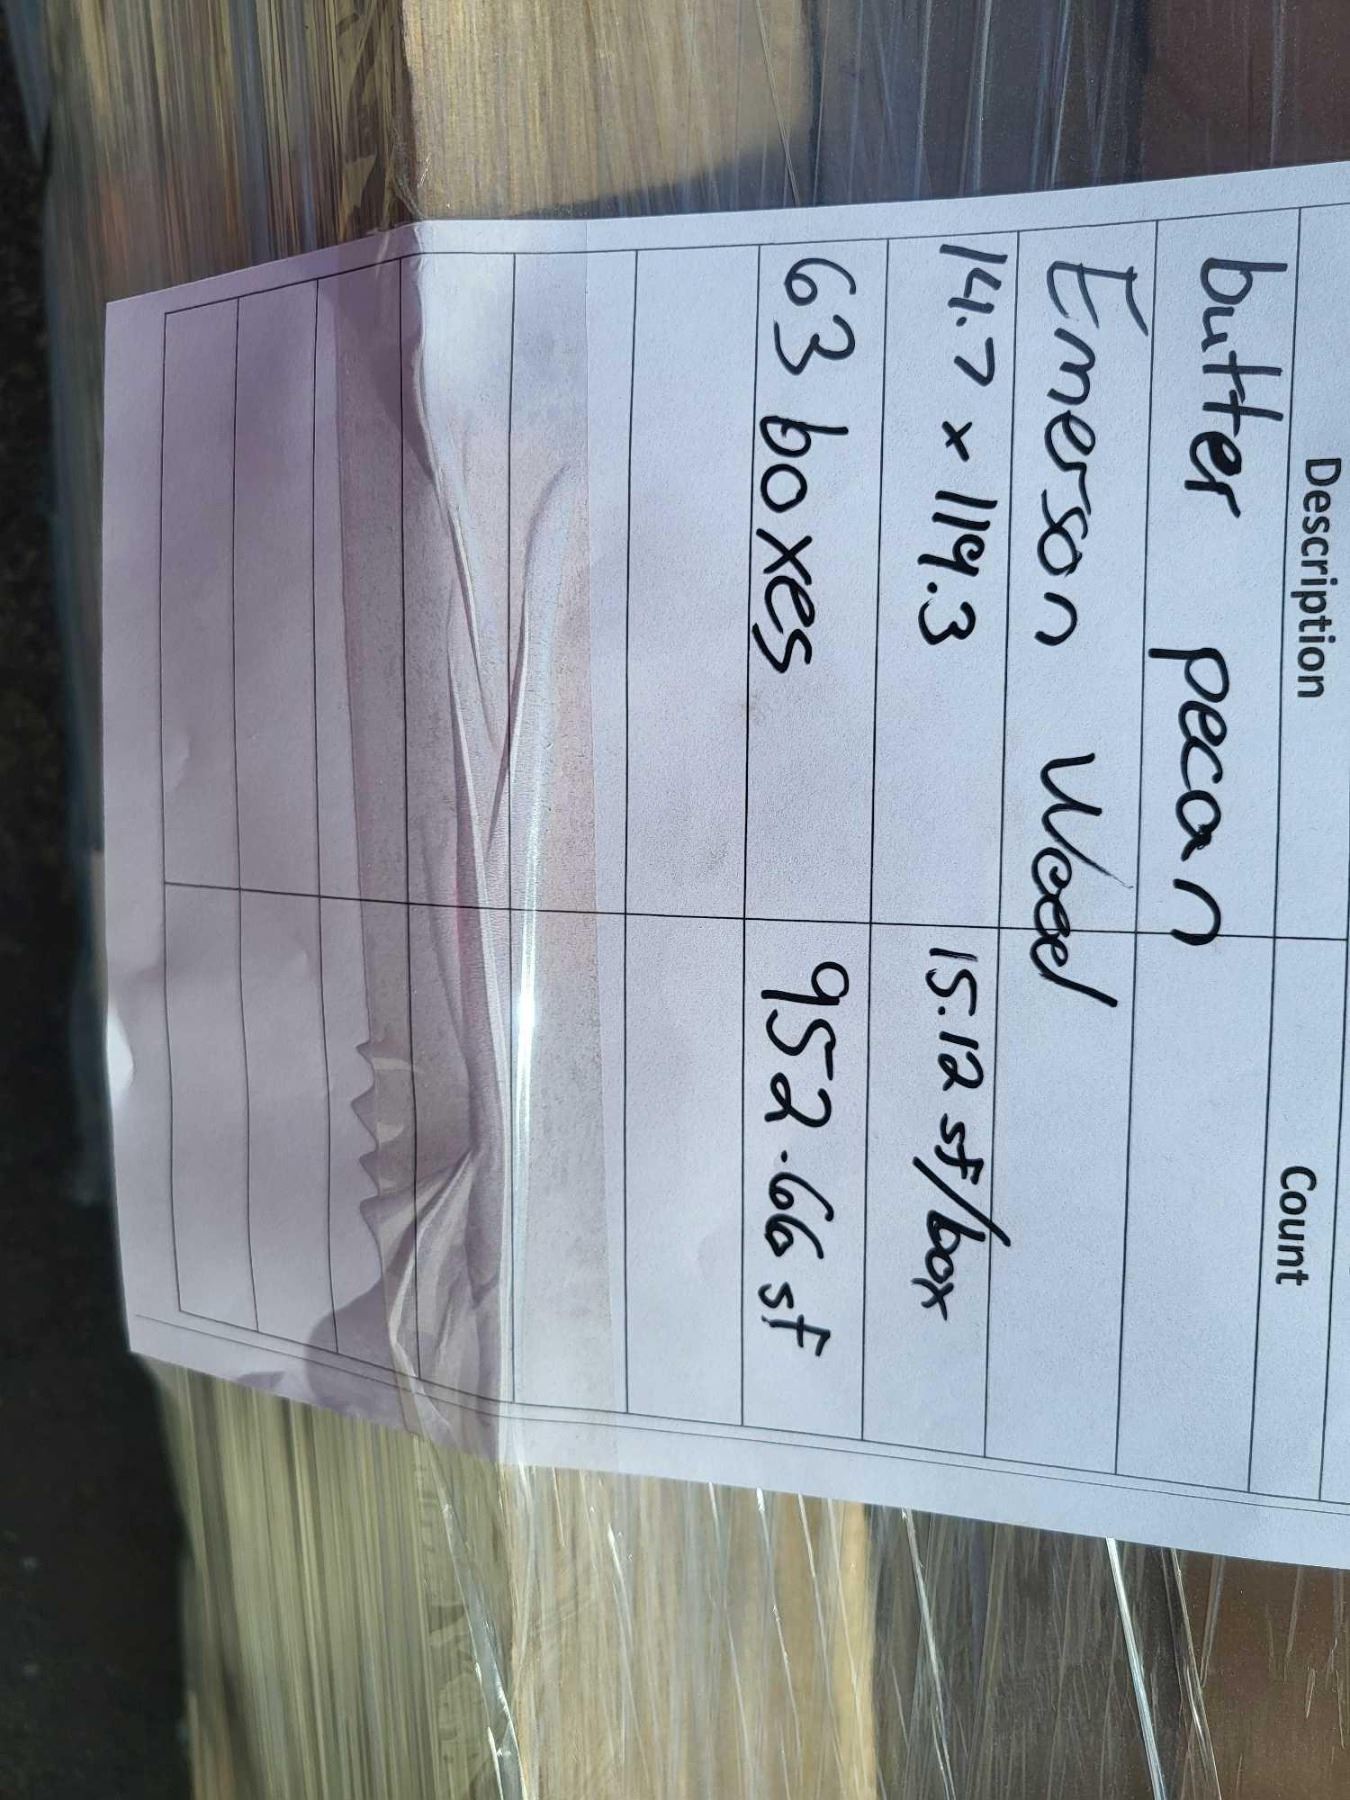 Description Count
butter pecan
Emerson Wood
14.7 x 119.3 15.12 sf/box
63 boxes 952.66 sf